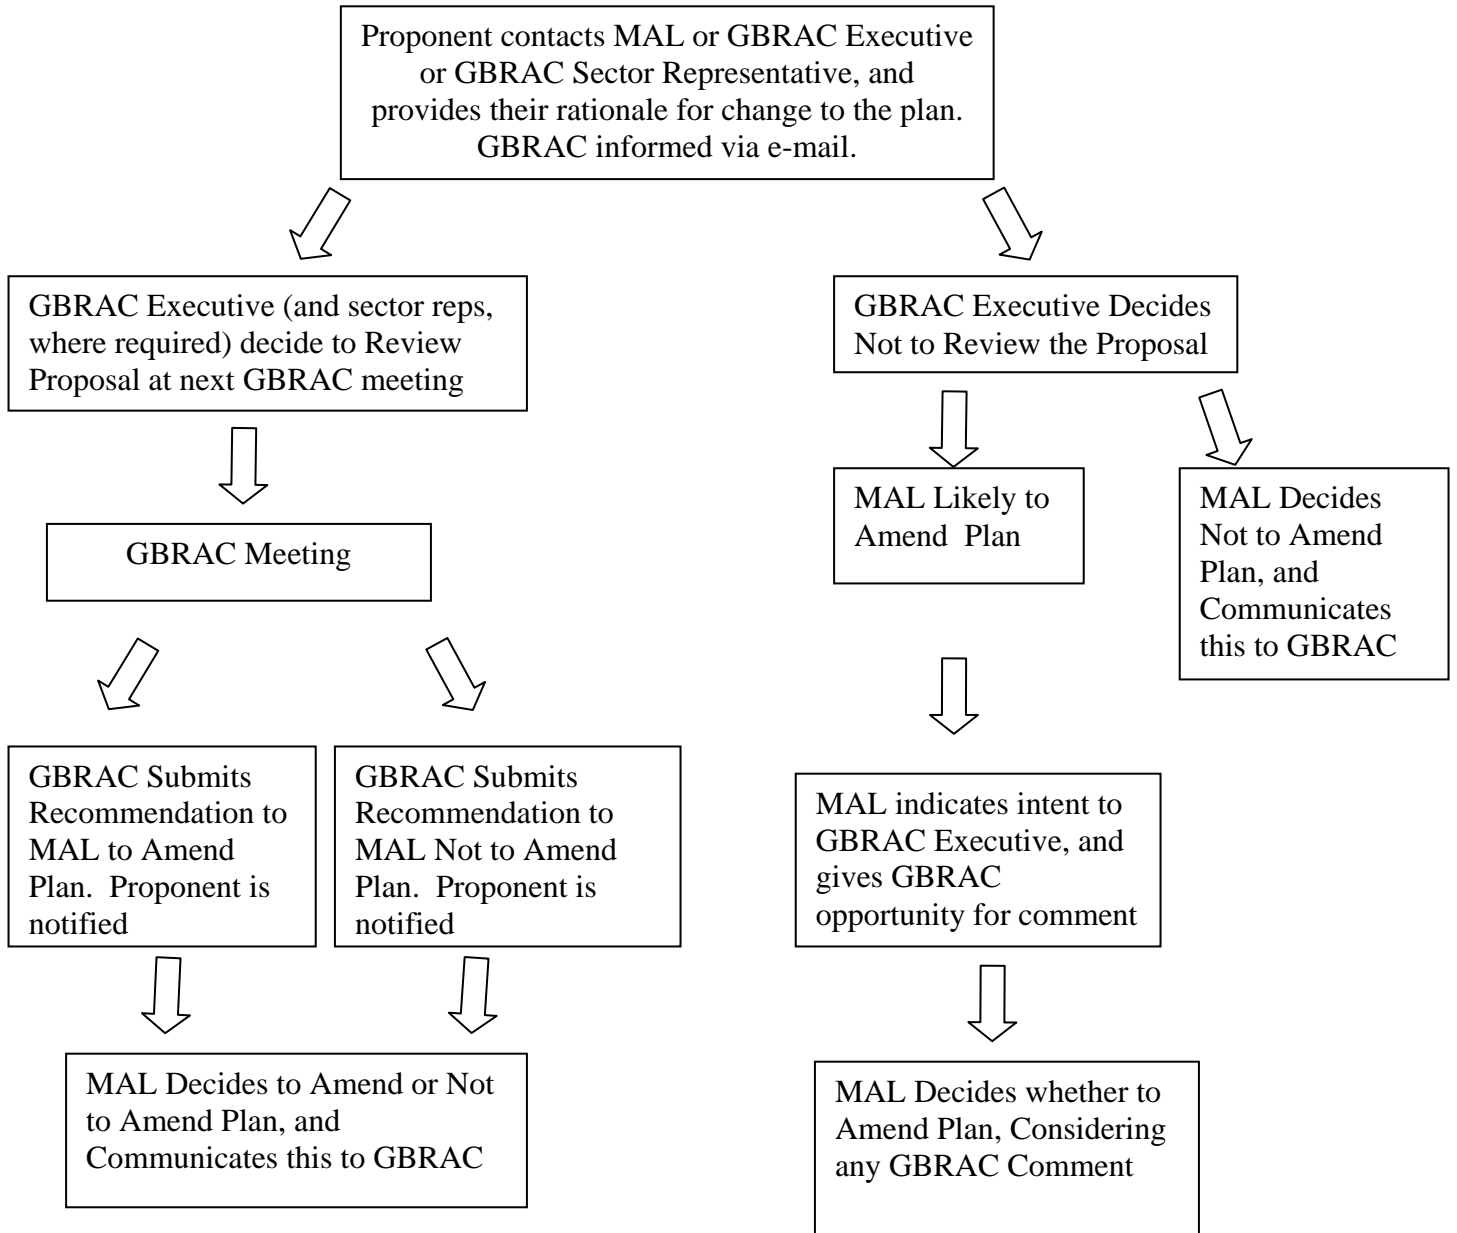 Proponent contacts MAL or GBRAC Executive
or GBRAC Sector Representative, and
provides their rationale for change to the plan.
GBRAC informed via e-mail.
GBRAC Executive (and sector reps,
where required) decide to Review
Proposal at next GBRAC meeting
GBRAC Executive Decides
Not to Review the Proposal
GBRAC Meeting
MAL Likely to
Amend  Plan
MAL Decides
Not to Amend
Plan, and
Communicates
this to GBRAC
GBRAC Submits
Recommendation to
MAL to Amend
Plan.  Proponent is
notified
GBRAC Submits
Recommendation to
MAL Not to Amend
Plan.  Proponent is
notified
MAL indicates intent to
GBRAC Executive, and
gives GBRAC
opportunity for comment
MAL Decides to Amend or Not
to Amend Plan, and
Communicates this to GBRAC
MAL Decides whether to
Amend Plan, Considering
any GBRAC Comment